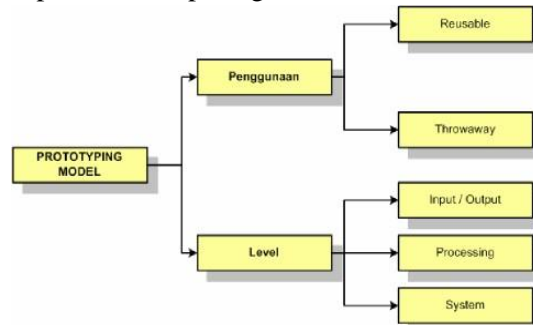 Reusable
Penggunaan
Throwaway
PROTOTYPING
MODEL
Input / Output
Level
Processing
System